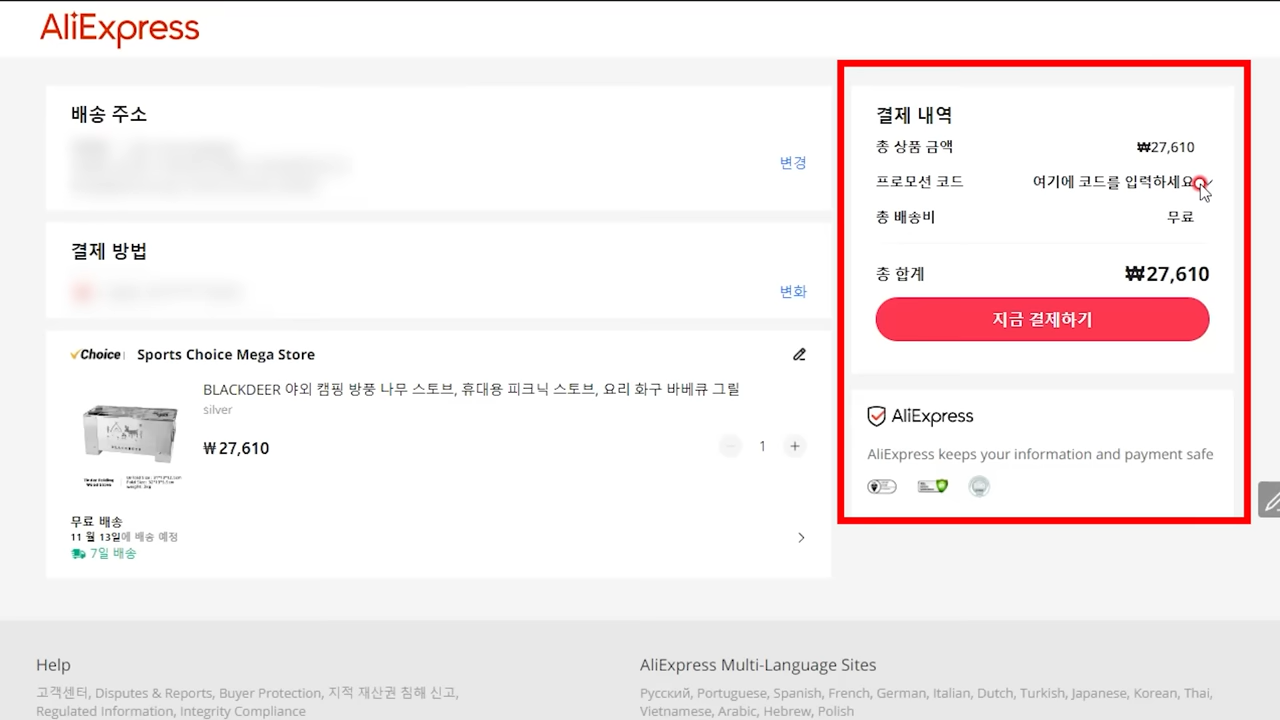 AliExpress
배송 주소
변경
결제 방법
변화
Choice
Sports Choice Mega Store
BLACKDEER 야외 캠핑 방풍 나무 스토브, 휴대용 피크닉 스토브, 요리 화구 바베큐 그릴
silver
₩27,610
1
무료 배송
11 월 13일에 배송 예정
7일 배송
결제 내역
총 상품 금액 ₩27,610
프로모션 코드 여기에 코드를 입력하세요
총 배송비 무료
총 합계 ₩27,610
지금 결제하기
AliExpress
AliExpress keeps your information and payment safe
Help
고객센터, Disputes & Reports, Buyer Protection, 지적 재산권 침해 신고,
Regulated Information, Integrity Compliance
AliExpress Multi-Language Sites
Русский, Portuguese, Spanish, French, German, Italian, Dutch, Turkish, Japanese, Korean, Thai,
Vietnamese, Arabic, Hebrew, Polish